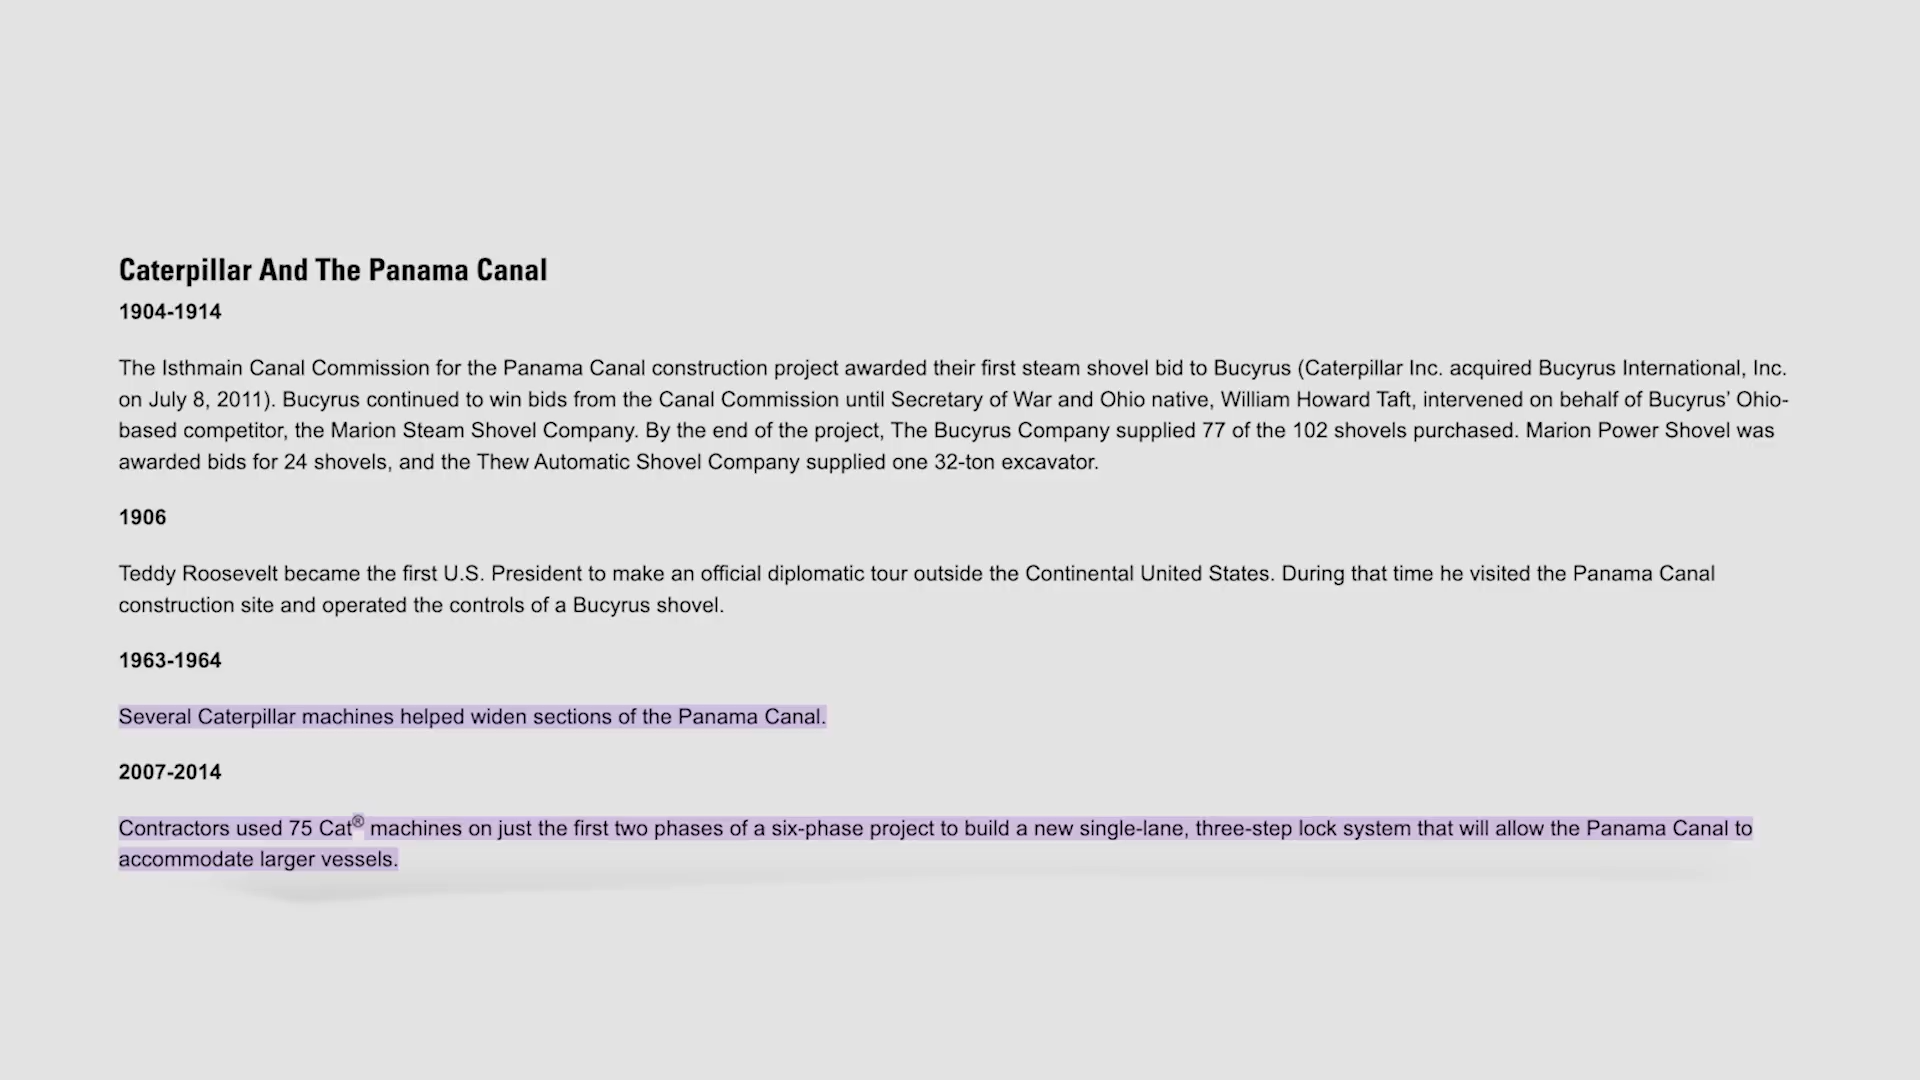 Caterpillar And The Panama Canal
1904-1914
The Isthmain Canal Commission for the Panama Canal construction project awarded their first steam shovel bid to Bucyrus (Caterpillar Inc. acquired Bucyrus International, Inc.
on July 8, 2011). Bucyrus continued to win bids from the Canal Commission until Secretary of War and Ohio native, William Howard Taft, intervened on behalf of Bucyrus’ Ohio-
based competitor, the Marion Steam Shovel Company. By the end of the project, The Bucyrus Company supplied 77 of the 102 shovels purchased. Marion Power Shovel was
awarded bids for 24 shovels, and the Thew Automatic Shovel Company supplied one 32-ton excavator.
1906
Teddy Roosevelt became the first U.S. President to make an official diplomatic tour outside the Continental United States. During that time he visited the Panama Canal
construction site and operated the controls of a Bucyrus shovel.
1963-1964
Several Caterpillar machines helped widen sections of the Panama Canal.
2007-2014
Contractors used 75 Cat® machines on just the first two phases of a six-phase project to build a new single-lane, three-step lock system that will allow the Panama Canal to
accommodate larger vessels.